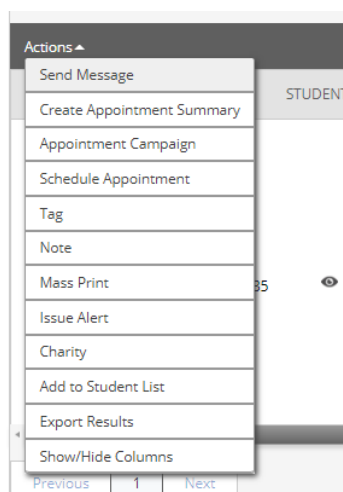 Actions
Send Message
STUDENT
Create Appointment Summary
Appointment Campaign
Schedule Appointment
Tag
Note
Mass Print
35
Issue Alert
Charity
Add to Student List
Export Results
Show/Hide Columns
Previous 1 Next